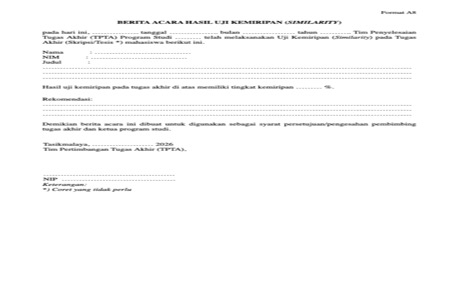 Format A8
BERITA ACARA HASIL UJI KEMIRIPAN (SIMILARITY)
pada hari ini, ........................ tanggal ........................ bulan ........................ tahun ............ Tim Penyelesaian
Tugas Akhir (TPTA) Program Studi ............ telah melaksanakan Uji Kemiripan (Similarity) pada Tugas
Akhir (Skripsi/Tesis *) mahasiswa berikut ini.
Nama : ................................................
NIM : ................................................
Judul :
................................................................................................................................
................................................................................................................................
................................................................................................................................
Hasil uji kemiripan pada tugas akhir di atas memiliki tingkat kemiripan ............ %.
Rekomendasi:
................................................................................................................................
................................................................................................................................
................................................................................................................................
Demikian berita acara ini dibuat untuk digunakan sebagai syarat persetujuan/pengesahan pembimbing
tugas akhir dan ketua program studi.
Tasikmalaya, ........................ 2026
Tim Pertimbangan Tugas Akhir (TPTA),
................................................
NIP ................................................
Keterangan:
*) Coret yang tidak perlu